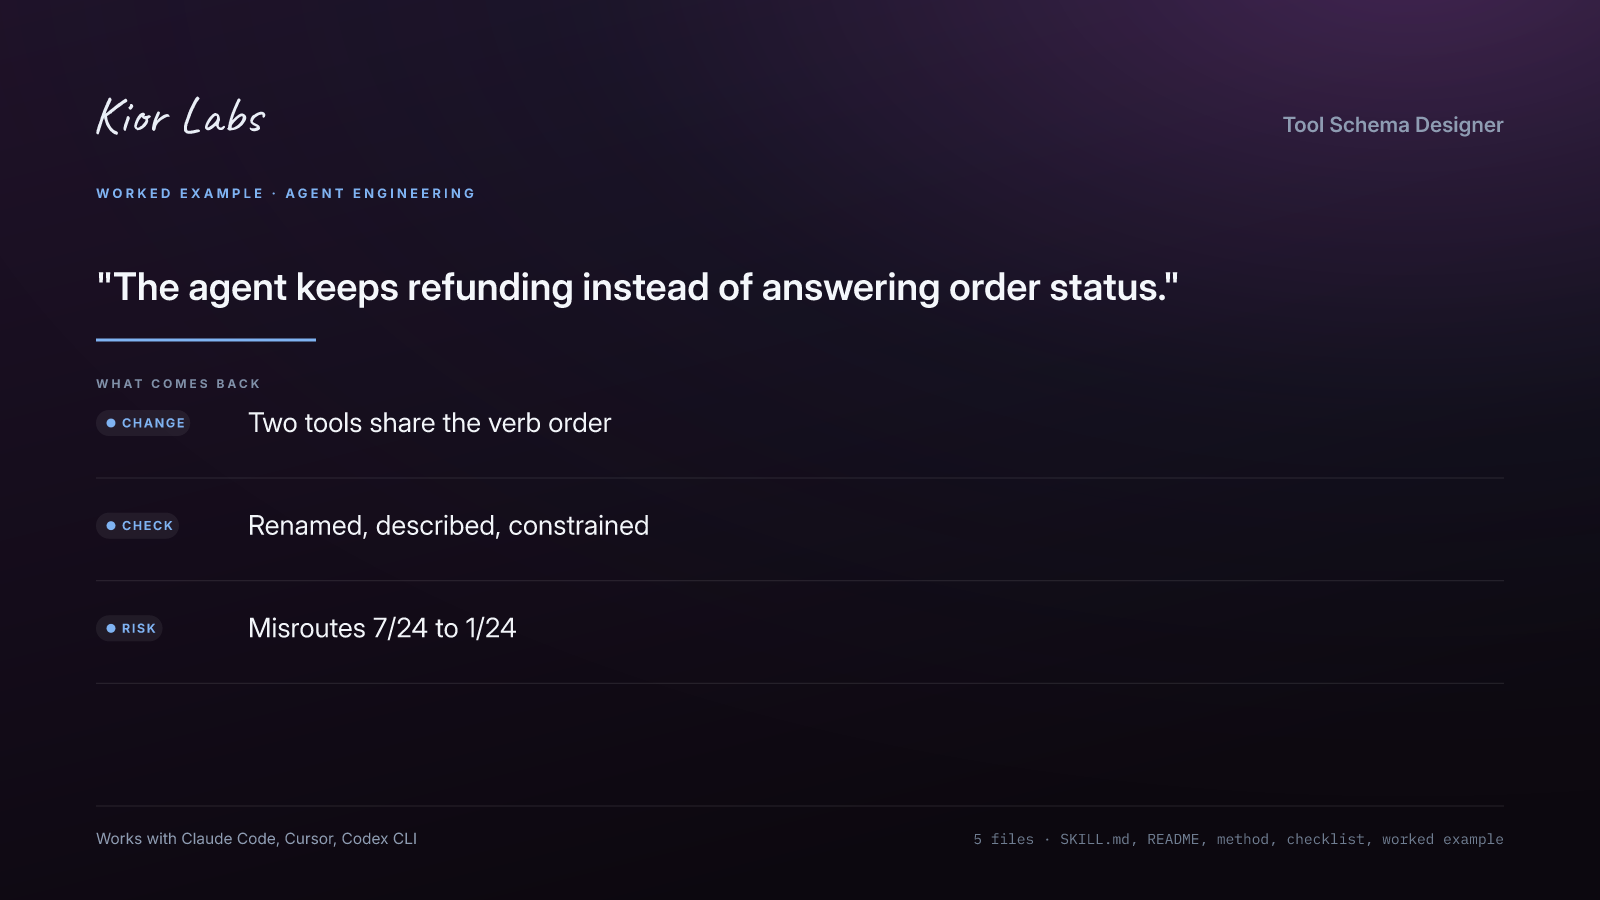 Kior Labs
Tool Schema Designer
WORKED EXAMPLE · AGENT ENGINEERING
"The agent keeps refunding instead of answering order status."
WHAT COMES BACK
CHANGE Two tools share the verb order
CHECK Renamed, described, constrained
RISK Misroutes 7/24 to 1/24
Works with Claude Code, Cursor, Codex CLI
5 files · SKILL.md, README, method, checklist, worked example